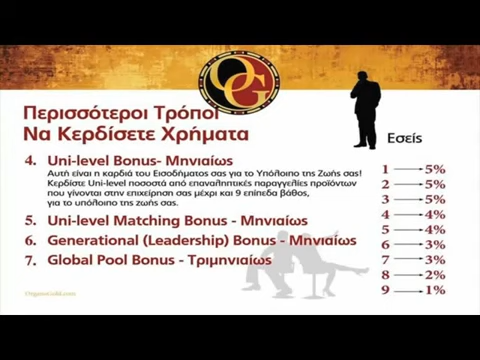 OG
Περισσότεροι Τρόποι
Να Κερδίσετε Χρήματα
Εσείς
4. Uni-level Bonus- Μηνιαίως
Αυτή είναι η καρδιά του Εισοδήματος σας για το Υπόλοιπο της Ζωής σας!
Κερδίστε Uni-level ποσοστά από επαναληπτικές παραγγελίες προϊόντων
που γίνονται στην επιχείρηση σας μέχρι και 9 επίπεδα βάθος,
για το υπόλοιπο της ζωής σας.
5. Uni-level Matching Bonus - Μηνιαίως
6. Generational (Leadership) Bonus - Μηνιαίως
7. Global Pool Bonus - Τριμηνιαίως
1 5%
2 5%
3 5%
4 4%
5 4%
6 3%
7 3%
8 2%
9 1%
OrganoGold.com